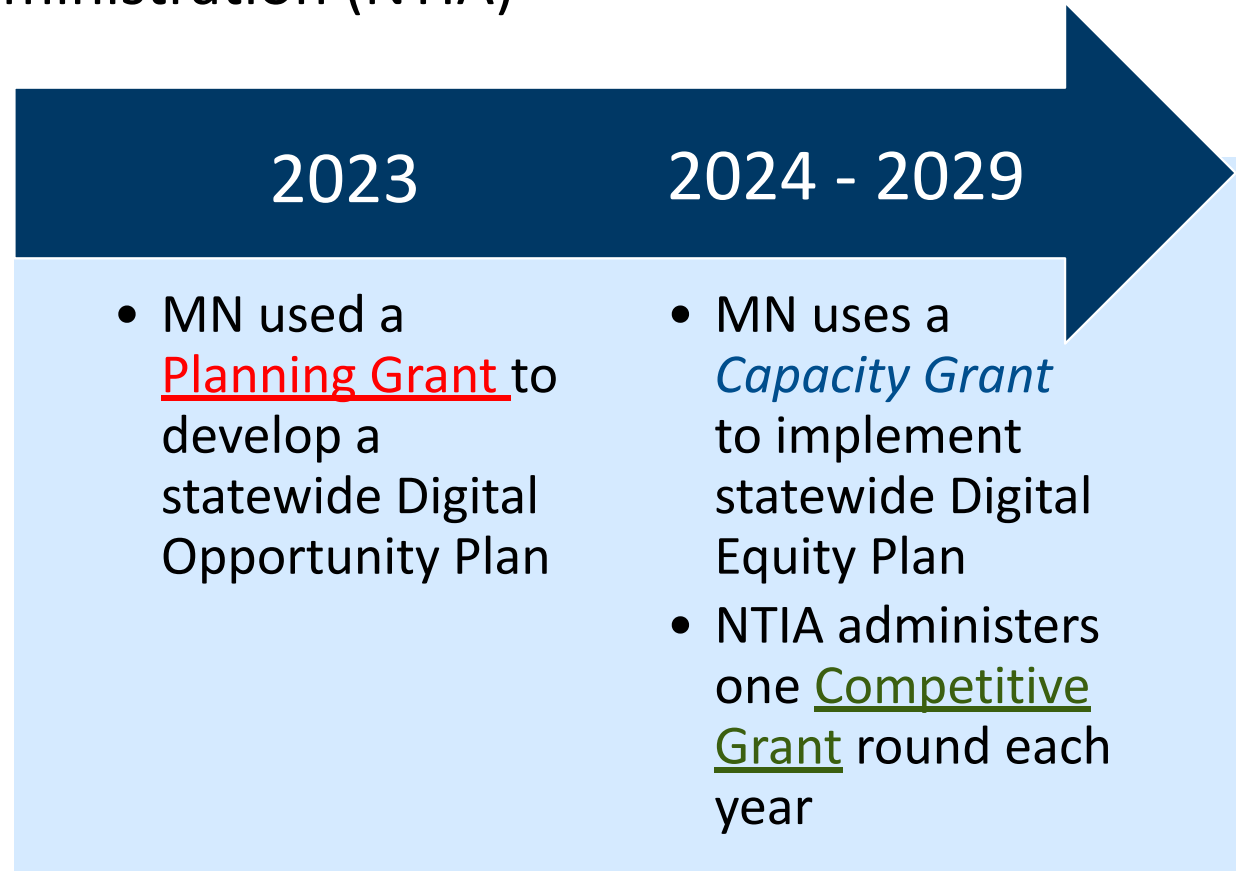 (NTIA)
2023
2024 - 2029
• MN used a
Planning Grant to
develop a
statewide Digital
Opportunity Plan
• MN uses a
Capacity Grant
to implement
statewide Digital
Equity Plan
• NTIA administers
one Competitive
Grant round each
year